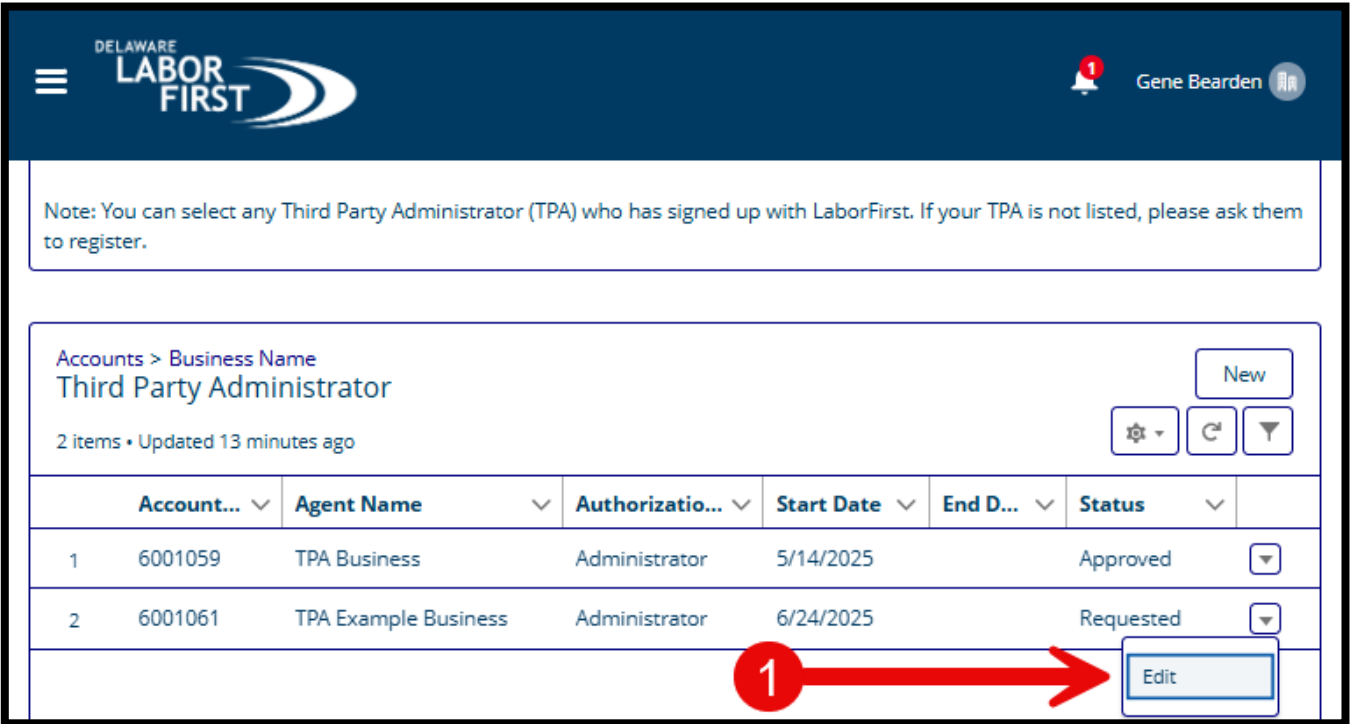 DELAWARE
LABOR
FIRST
1
Gene Bearden
Note: You can select any Third Party Administrator (TPA) who has signed up with LaborFirst. If your TPA is not listed, please ask them
to register.
Accounts > Business Name
Third Party Administrator
New
2 items • Updated 13 minutes ago
Account... Agent Name Authorizatio... Start Date End D... Status
1 6001059 TPA Business Administrator 5/14/2025 Approved
2 6001061 TPA Example Business Administrator 6/24/2025 Requested
1 Edit